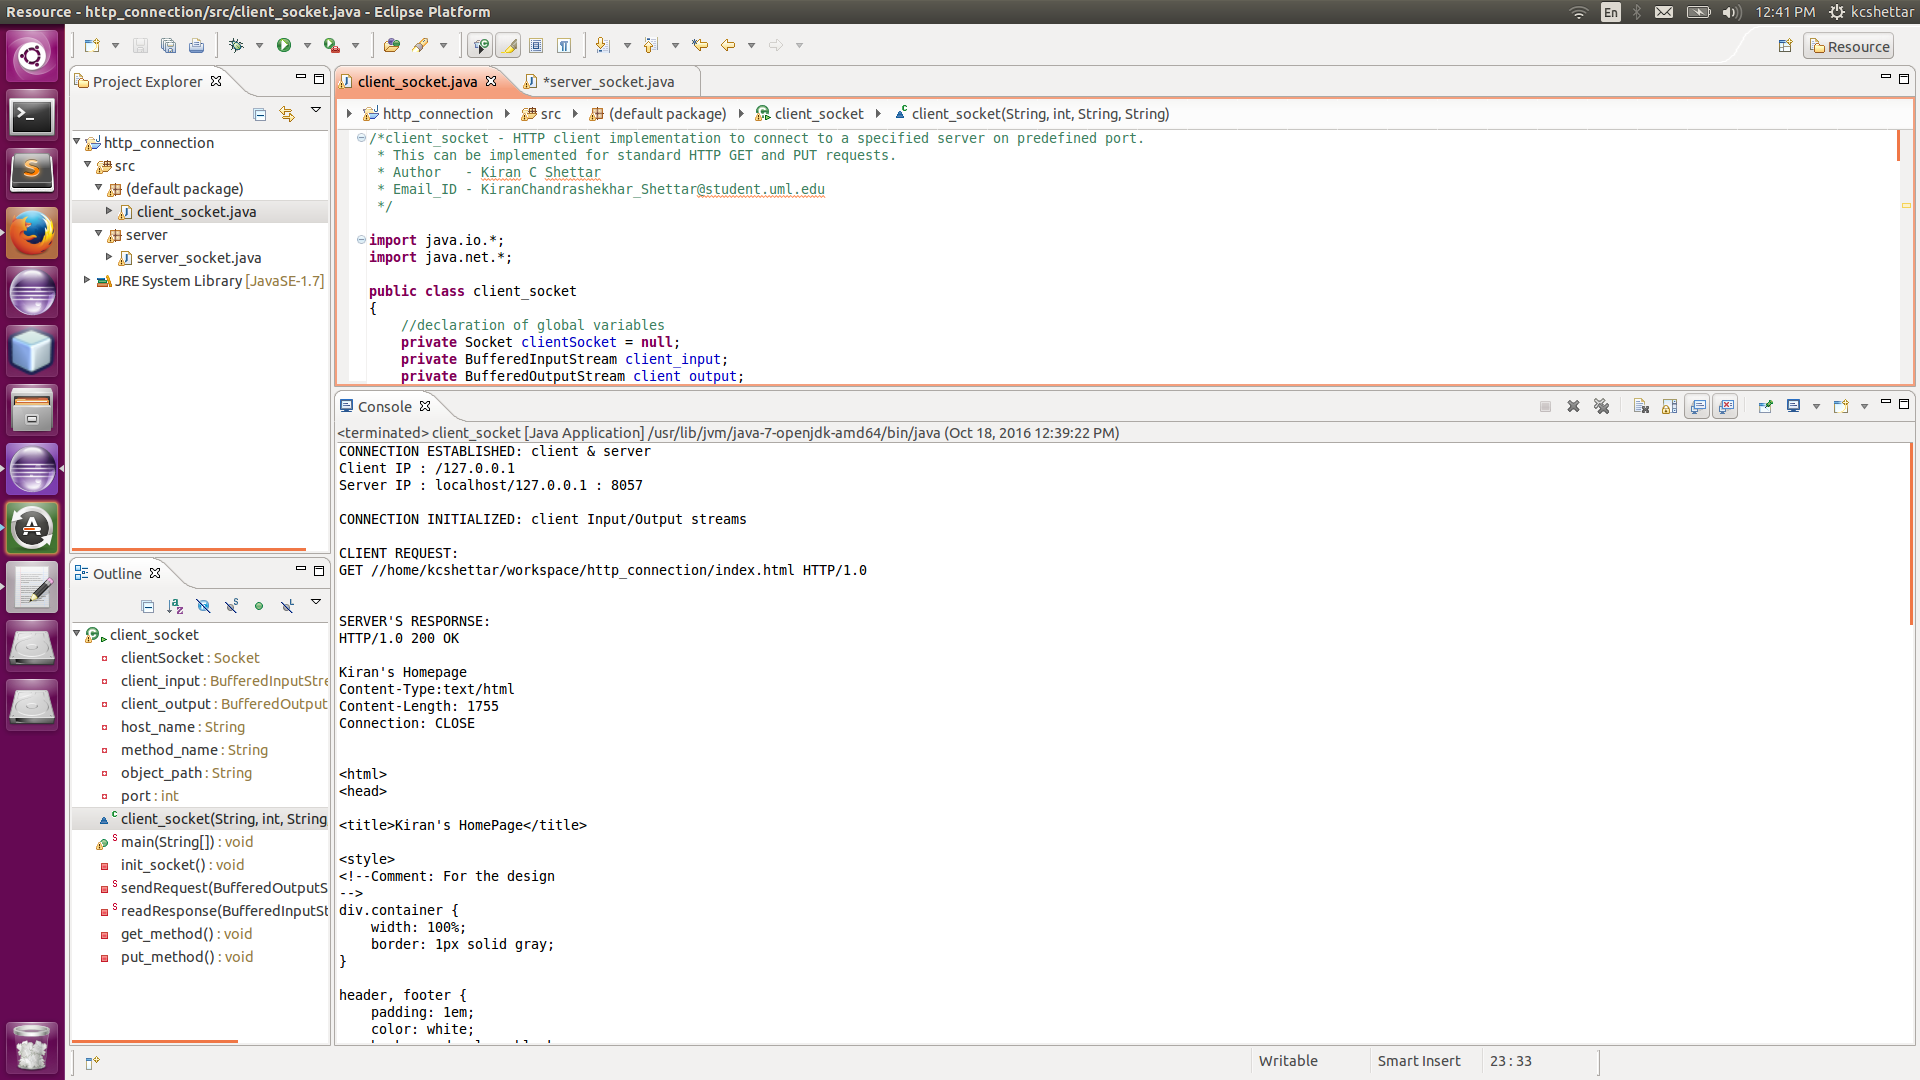 Resource - http_connection/src/client_socket.java - Eclipse Platform
En
12:41 PM
kcshettar
Resource
Project Explorer
http_connection
src
(default package)
client_socket.java
server
server_socket.java
JRE System Library [JavaSE-1.7]
Outline
client_socket
clientSocket : Socket
client_input : BufferedInputStre
client_output : BufferedOutput
host_name : String
method_name : String
object_path : String
port : int
client_socket(String, int, String
main(String[]) : void
init_socket() : void
sendRequest(BufferedOutputS
readResponse(BufferedInputSt
get_method() : void
put_method() : void
client_socket.java
*server_socket.java
http_connection src (default package) client_socket client_socket(String, int, String, String)
/*client_socket - HTTP client implementation to connect to a specified server on predefined port.
* This can be implemented for standard HTTP GET and PUT requests.
* Author   - Kiran C Shettar
* Email_ID - KiranChandrashekhar_Shettar@student.uml.edu
*/
import java.io.*;
import java.net.*;
public class client_socket
{
//declaration of global variables
private Socket clientSocket = null;
private BufferedInputStream client_input;
private BufferedOutputStream client_output;
Console
<terminated> client_socket [Java Application] /usr/lib/jvm/java-7-openjdk-amd64/bin/java (Oct 18, 2016 12:39:22 PM)
CONNECTION ESTABLISHED: client & server
Client IP : /127.0.0.1
Server IP : localhost/127.0.0.1 : 8057
CONNECTION INITIALIZED: client Input/Output streams
CLIENT REQUEST:
GET //home/kcshettar/workspace/http_connection/index.html HTTP/1.0
SERVER'S RESPORNSE:
HTTP/1.0 200 OK
Kiran's Homepage
Content-Type:text/html
Content-Length: 1755
Connection: CLOSE
<html>
<head>
<title>Kiran's HomePage</title>
<style>
<!--Comment: For the design
-->
div.container {
width: 100%;
border: 1px solid gray;
}
header, footer {
padding: 1em;
color: white;
Writable
Smart Insert
23 : 33